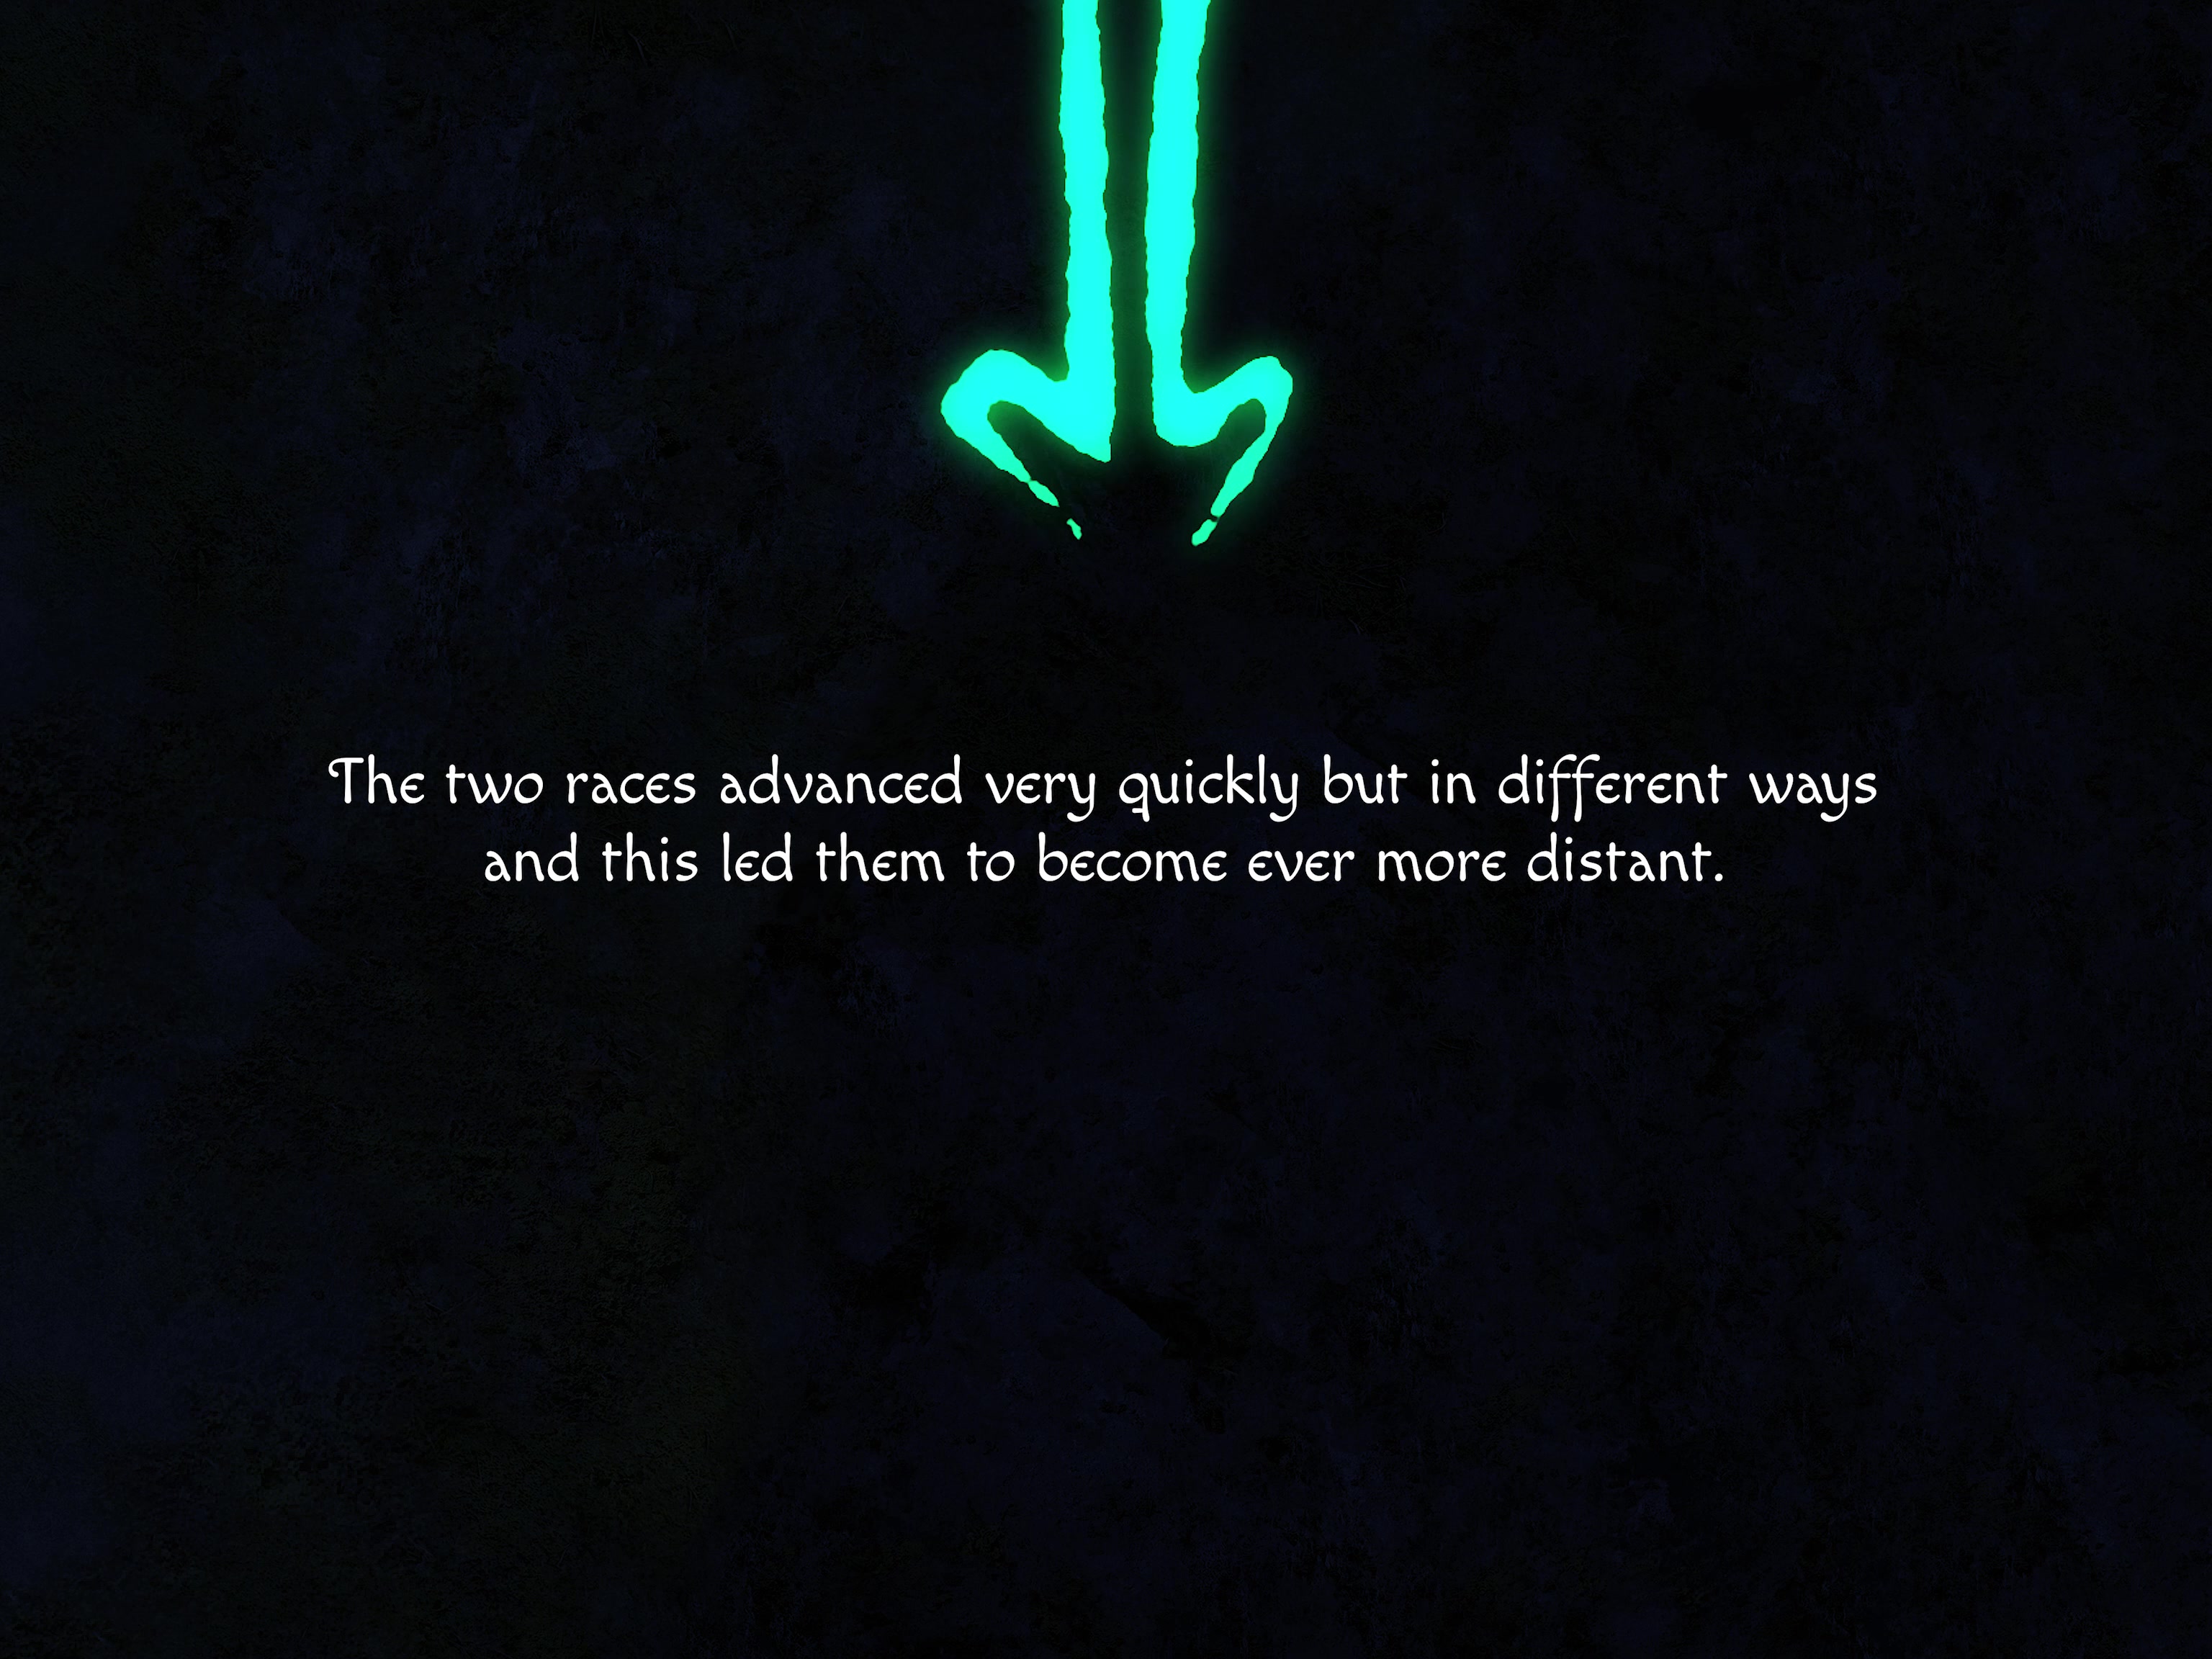 The two races advanced very quickly but in different ways
and this led them to become ever more distant.